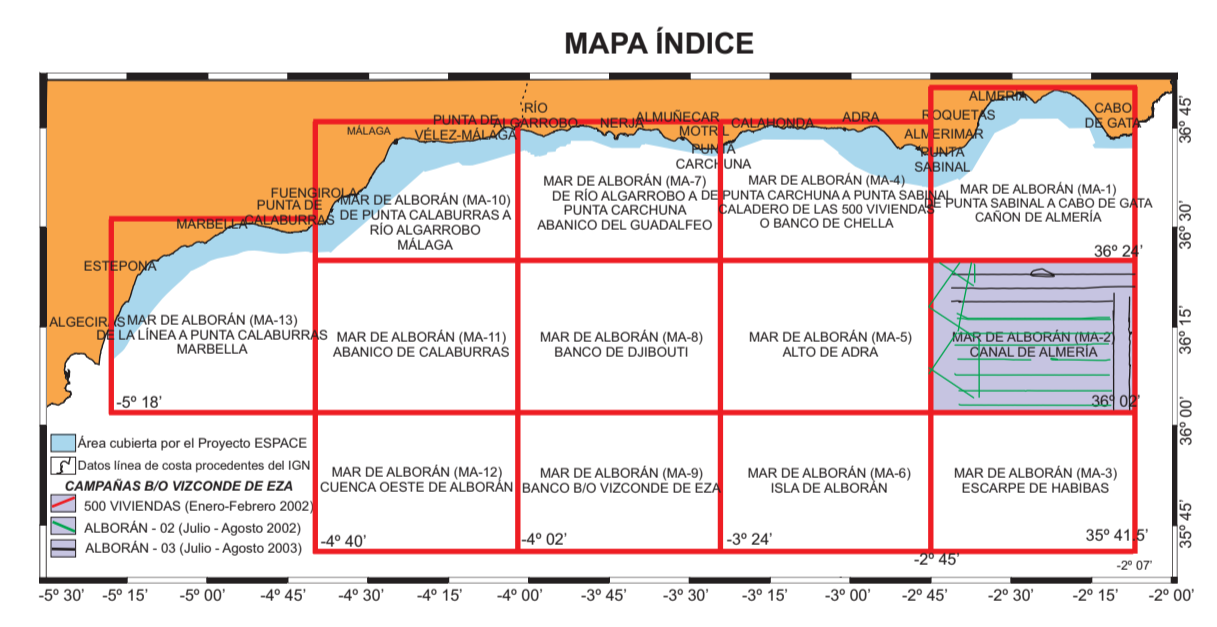 MAPA ÍNDICE
ALMERÍA
RÍO
CABO
PUNTA DE
ALGARROBO
NERJA
ALMUÑECAR
CALAHONDA
ADRA
ROQUETAS
DE GATA
MÁLAGA
VÉLEZ-MÁLAGA
MOTRIL
ALMERIMAR
PUNTA
CARCHUNA
PUNTA
SABINAL
FUENGIROLA
PUNTA DE
CALABURRAS
MARBELLA
ESTEPONA
ALGECIRAS
MAR DE ALBORÁN (MA-10)
DE PUNTA CALABURRAS A
RÍO ALGARROBO
MÁLAGA
MAR DE ALBORÁN (MA-7)
DE RÍO ALGARROBO A
PUNTA CARCHUNA
ABANICO DEL GUADALFEO
MAR DE ALBORÁN (MA-4)
DE PUNTA CARCHUNA A PUNTA SABINAL
CALADERO DE LAS 500 VIVIENDAS
O BANCO DE CHELLA
MAR DE ALBORÁN (MA-1)
DE PUNTA SABINAL A CABO DE GATA
CAÑON DE ALMERÍA
36º 24'
MAR DE ALBORÁN (MA-13)
DE LA LÍNEA A PUNTA CALABURRAS
MARBELLA
MAR DE ALBORÁN (MA-11)
ABANICO DE CALABURRAS
MAR DE ALBORÁN (MA-8)
BANCO DE DJIBOUTI
MAR DE ALBORÁN (MA-5)
ALTO DE ADRA
MAR DE ALBORÁN (MA-2)
CANAL DE ALMERÍA
-5º 18'
36º 02'
MAR DE ALBORÁN (MA-12)
CUENCA OESTE DE ALBORÁN
MAR DE ALBORÁN (MA-9)
BANCO B/O VIZCONDE DE EZA
MAR DE ALBORÁN (MA-6)
ISLA DE ALBORÁN
MAR DE ALBORÁN (MA-3)
ESCARPE DE HABIBAS
-4º 40'
-4º 02'
-3º 24'
-2º 45'
35º 41,5'
-2º 07'
Área cubierta por el Proyecto ESPACE
Datos línea de costa procedentes del IGN
CAMPAÑAS B/O VIZCONDE DE EZA
500 VIVIENDAS (Enero-Febrero 2002)
ALBORÁN - 02 (Julio - Agosto 2002)
ALBORÁN - 03 (Julio - Agosto 2003)
36º 45'
36º 30'
36º 15'
36º 00'
35º 45'
-5º 30'
-5º 15'
-5º 00'
-4º 45'
-4º 30'
-4º 15'
-4º 00'
-3º 45'
-3º 30'
-3º 15'
-3º 00'
-2º 45'
-2º 30'
-2º 15'
-2º 00'